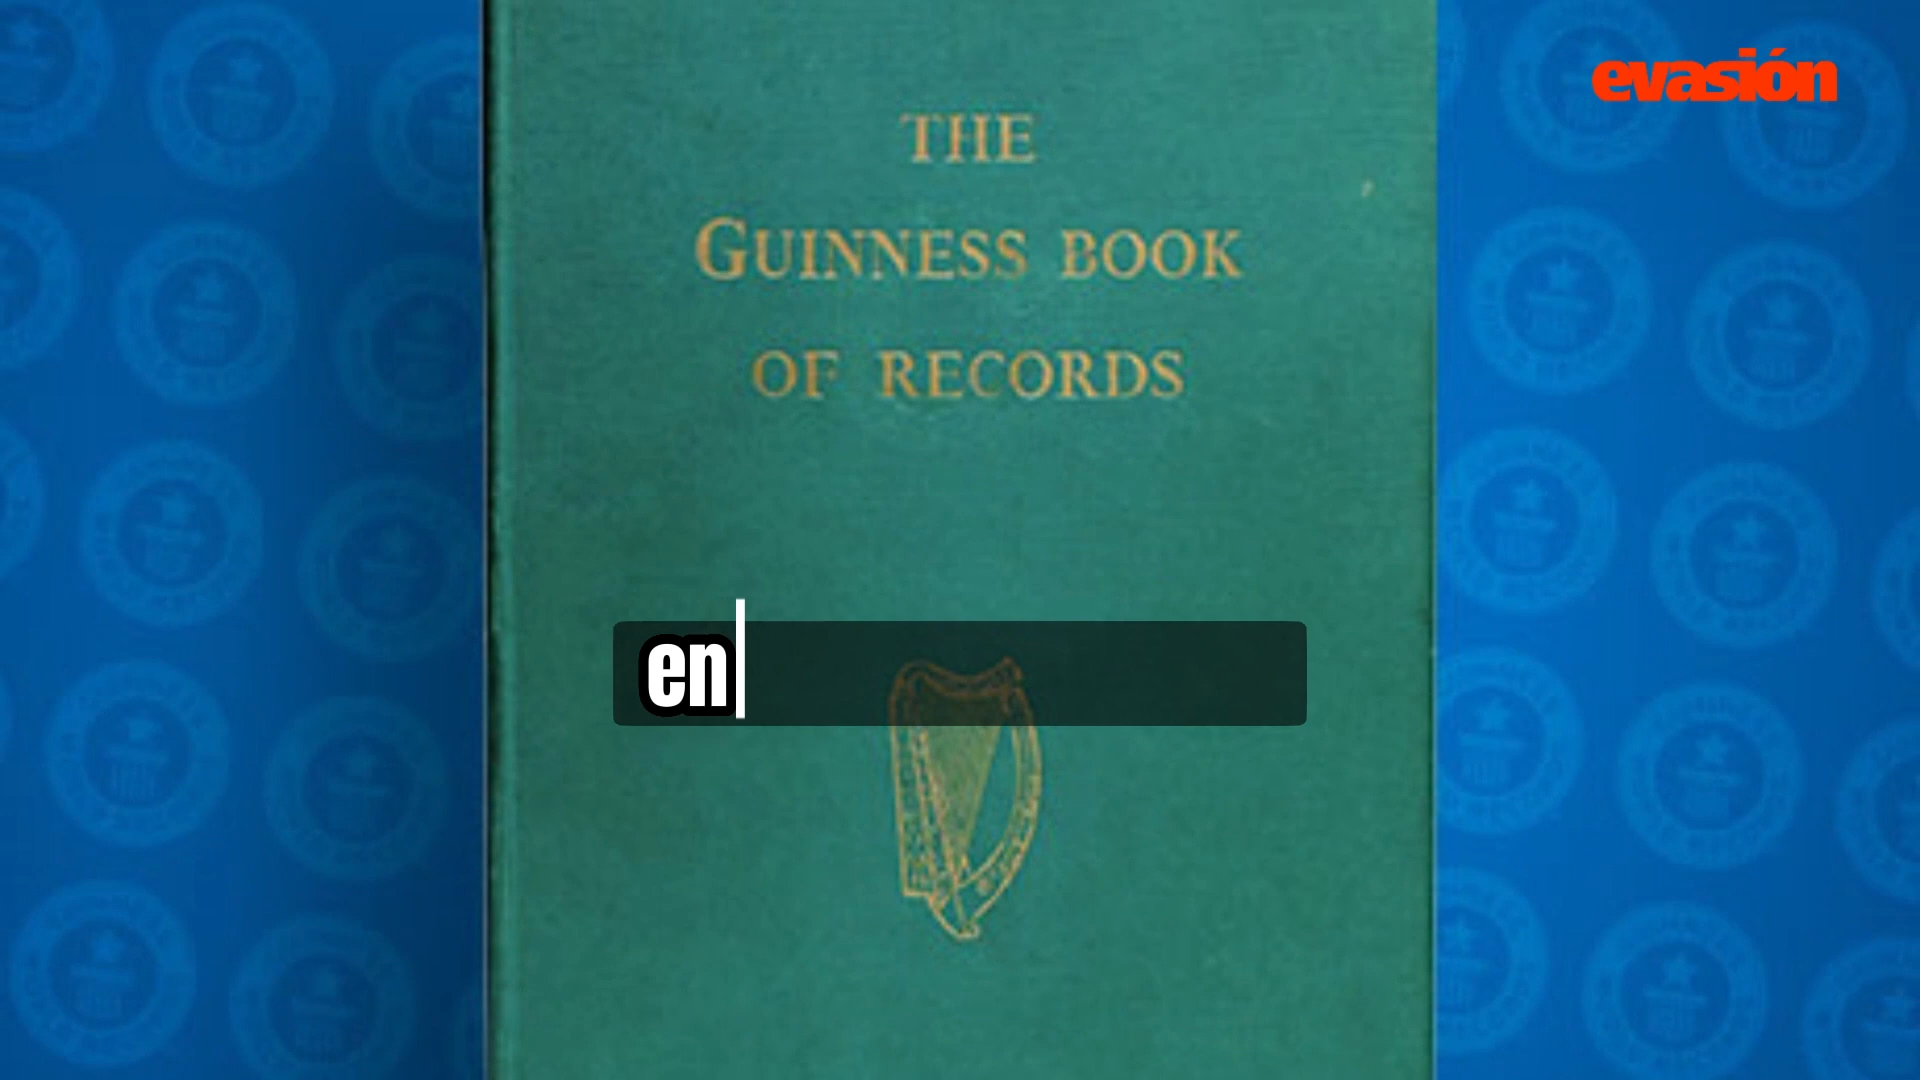 evasión
THE
GUINNESS BOOK
OF RECORDS
en